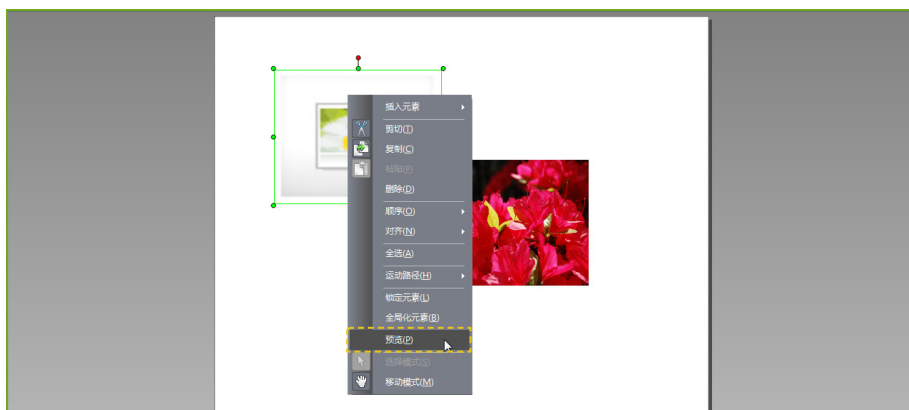 插入元素
剪切(T)
复制(C)
粘贴(P)
删除(D)
顺序(O)
对齐(N)
全选(A)
运动路径(H)
锁定元素(L)
全局化元素(B)
预览(P)
选择模式(S)
移动模式(M)